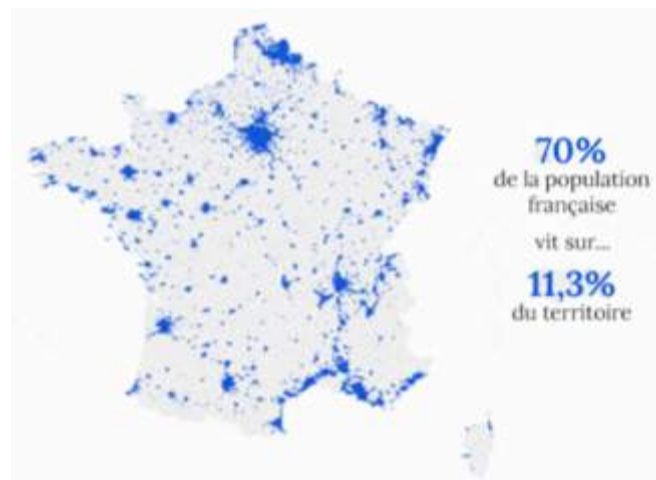 70%
de la population
française
vit sur...
11,3%
du territoire